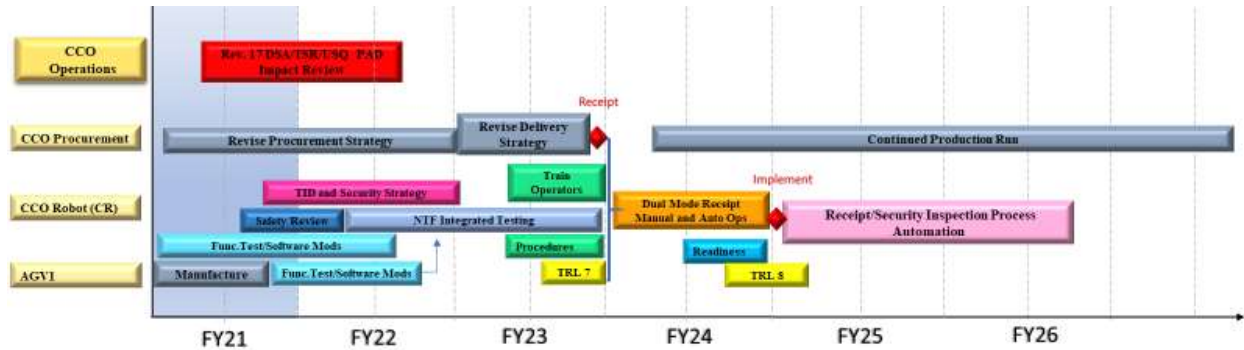 CCO
Operations
Rev. 17 DSA/TSR/USQ PAD
Impact Review
Receipt
CCO Procurement
Revise Procurement Strategy
Revise Delivery
Strategy
Continued Production Run
Train
Operators
TID and Security Strategy
Implement
CCO Robot (CR)
Dual Mode Receipt
Manual and Auto Ops
Receipt/Security Inspection Process
Automation
Safety Review
NTF Integrated Testing
Func.Test/Software Mods
Procedures
Readiness
AGV1
Manufacture
Func.Test/Software Mods
TRL 7
TRL 8
FY21
FY22
FY23
FY24
FY25
FY26